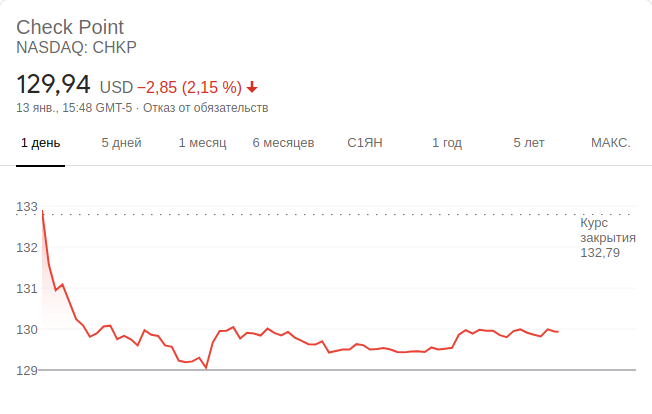 Check Point
NASDAQ: CHKP
129,94 USD −2,85 (2,15 %)
13 янв., 15:48 GMT-5 · Отказ от обязательств
1 день 5 дней 1 месяц 6 месяцев С1ЯН 1 год 5 лет МАКС.
133
Курс
закрытия
132,79
132
131
130
129